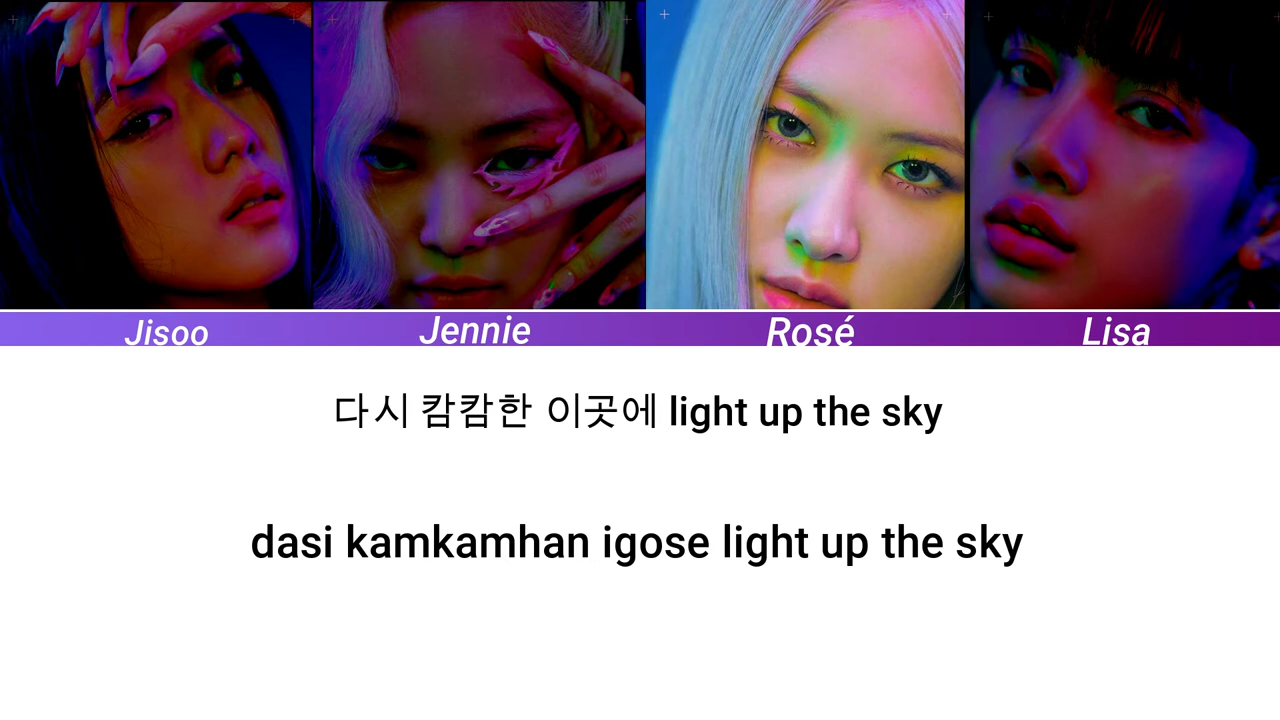 Jisoo Jennie Rosé Lisa
다시 캄캄한 이곳에 light up the sky
dasi kamkamhan igose light up the sky